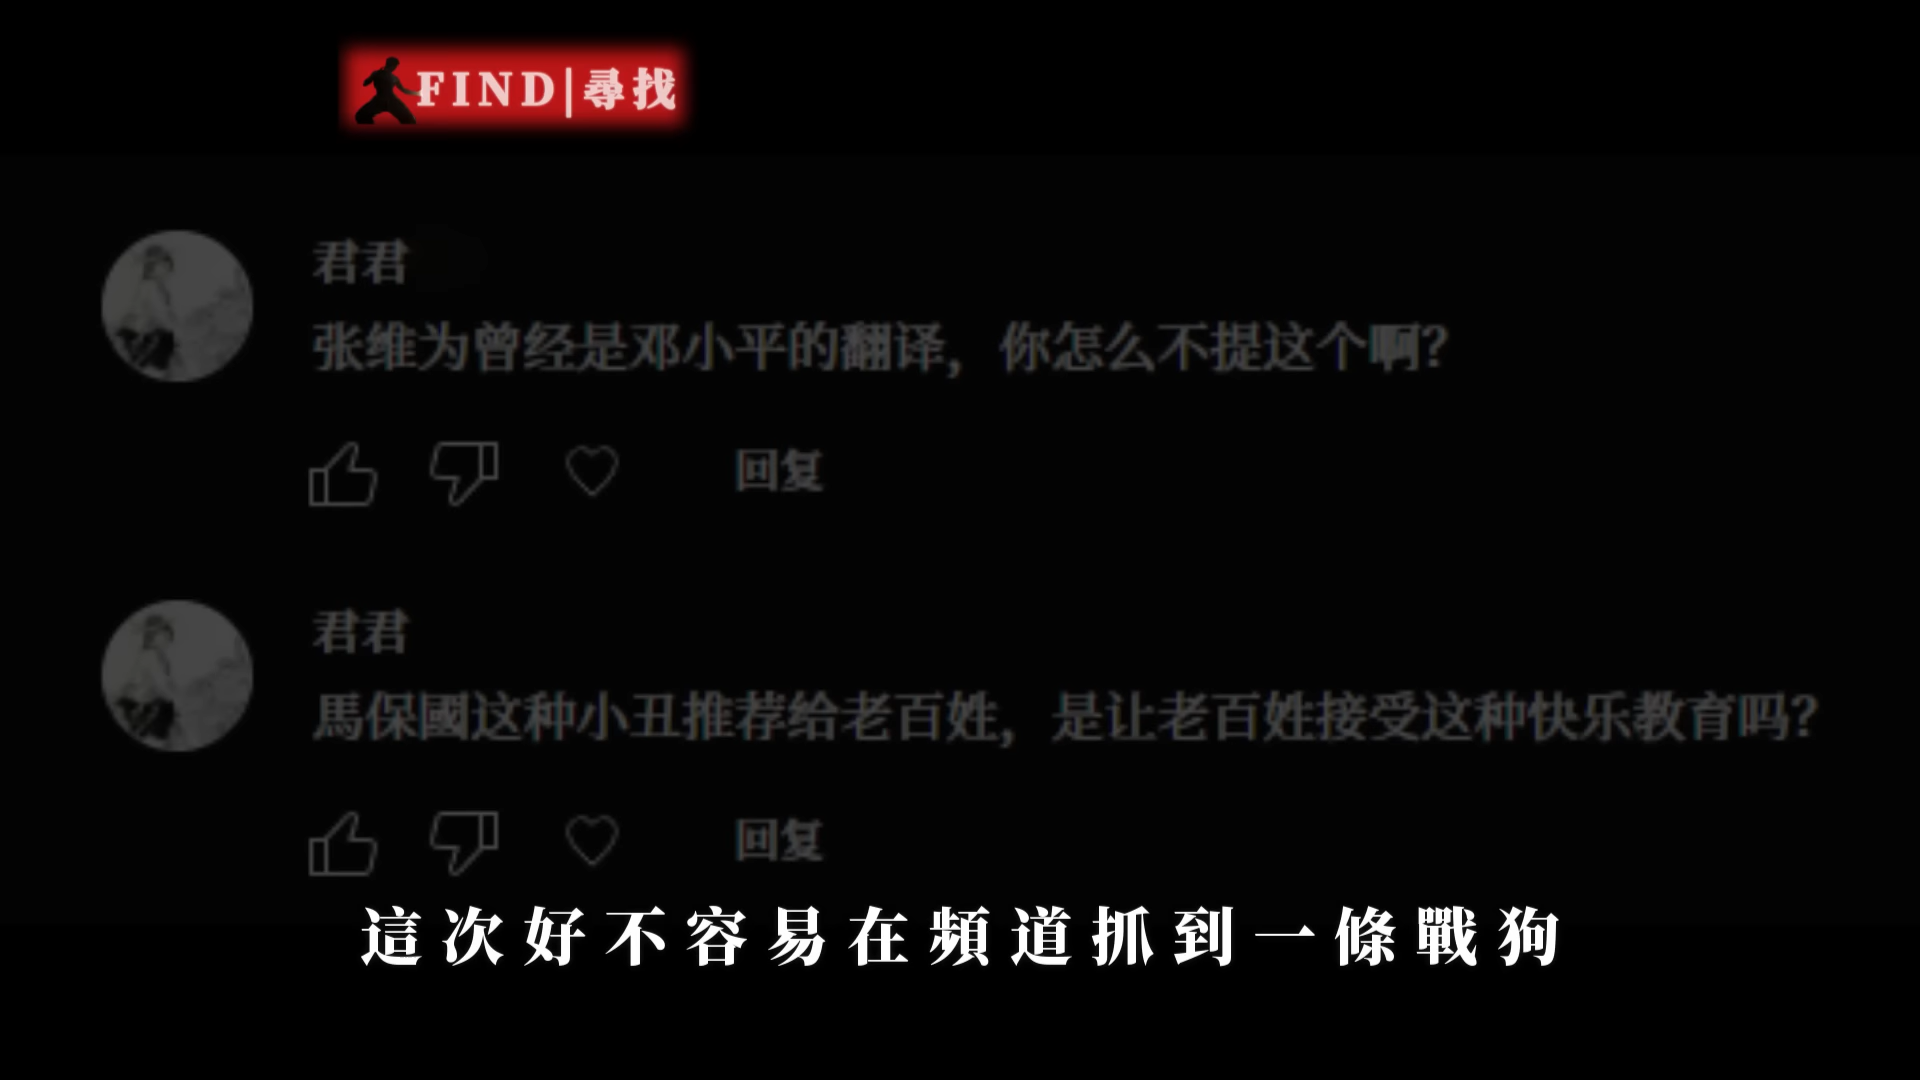 FIND|尋找
君君
张维为曾经是邓小平的翻译，你怎么不提这个啊？
回复
君君
馬保國这种小丑推荐给老百姓，是让老百姓接受这种快乐教育吗？
回复
這次好不容易在頻道抓到一條戰狗